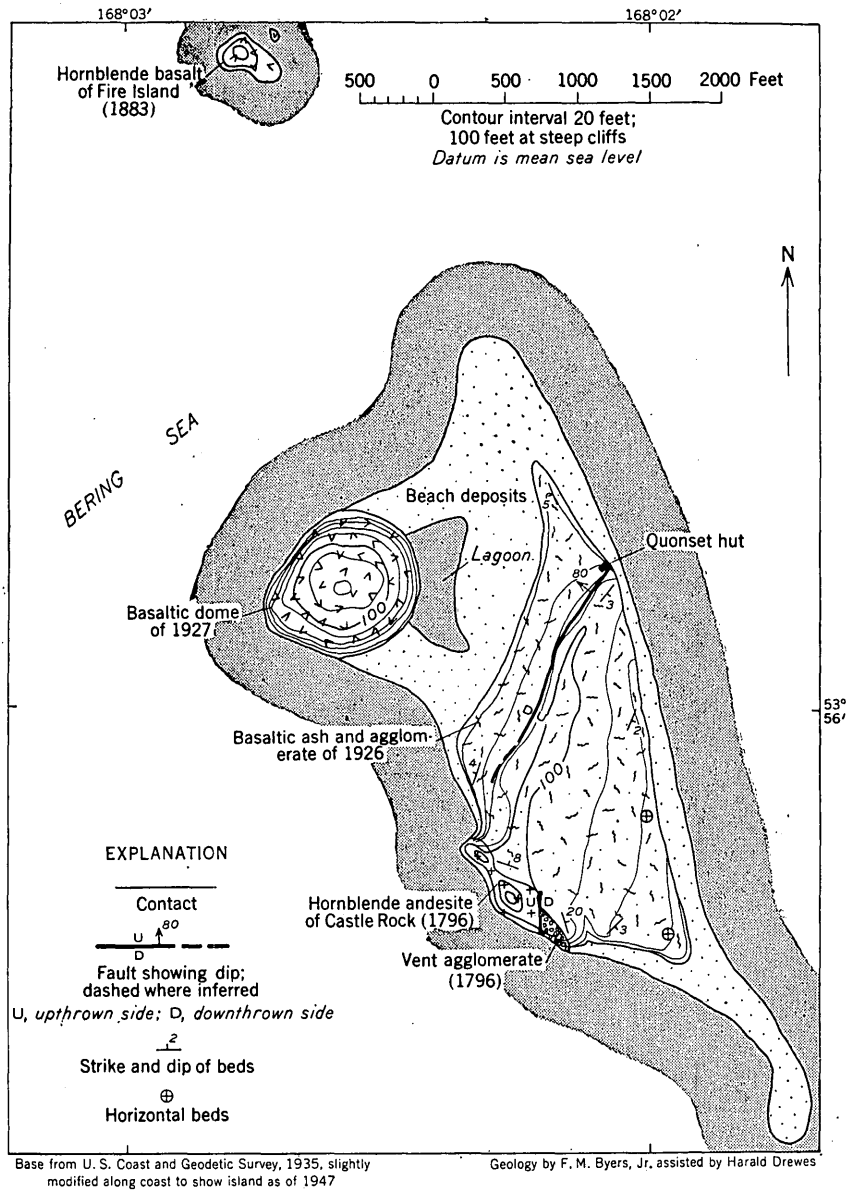 168°03′
168°02′
Hornblende basalt
of Fire Island
(1883)
500 0 500 1000 1500 2000 Feet
Contour interval 20 feet;
100 feet at steep cliffs
Datum is mean sea level
N
BERING SEA
Beach deposits
5
Quonset hut
Lagoon
80
3
100
Basaltic dome
of 1927
53°
56′
D
2
Basaltic ash and agglom-
erate of 1926
4
100
EXPLANATION
8
Contact
Hornblende andesite
of Castle Rock (1796)
U D
20
3
Vent agglomerate
(1796)
U 80
D
Fault showing dip;
dashed where inferred
U, upthrown side; D, downthrown side
2
Strike and dip of beds
Horizontal beds
Base from U. S. Coast and Geodetic Survey, 1935, slightly
modified along coast to show island as of 1947
Geology by F. M. Byers, Jr. assisted by Harald Drewes